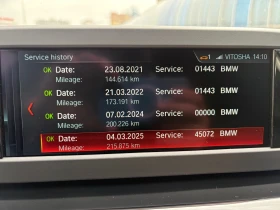 Service history
VITOSHA 14:10
OK Date: 23.08.2021 Service: 01443 BMW
Mileage: 144.614 km
OK Date: 21.03.2022 Service: 01443 BMW
Mileage: 173.191 km
OK Date: 07.02.2024 Service: 00000 BMW
Mileage: 200.226 km
OK Date: 04.03.2025 Service: 45072 BMW
Mileage: 215.875 km